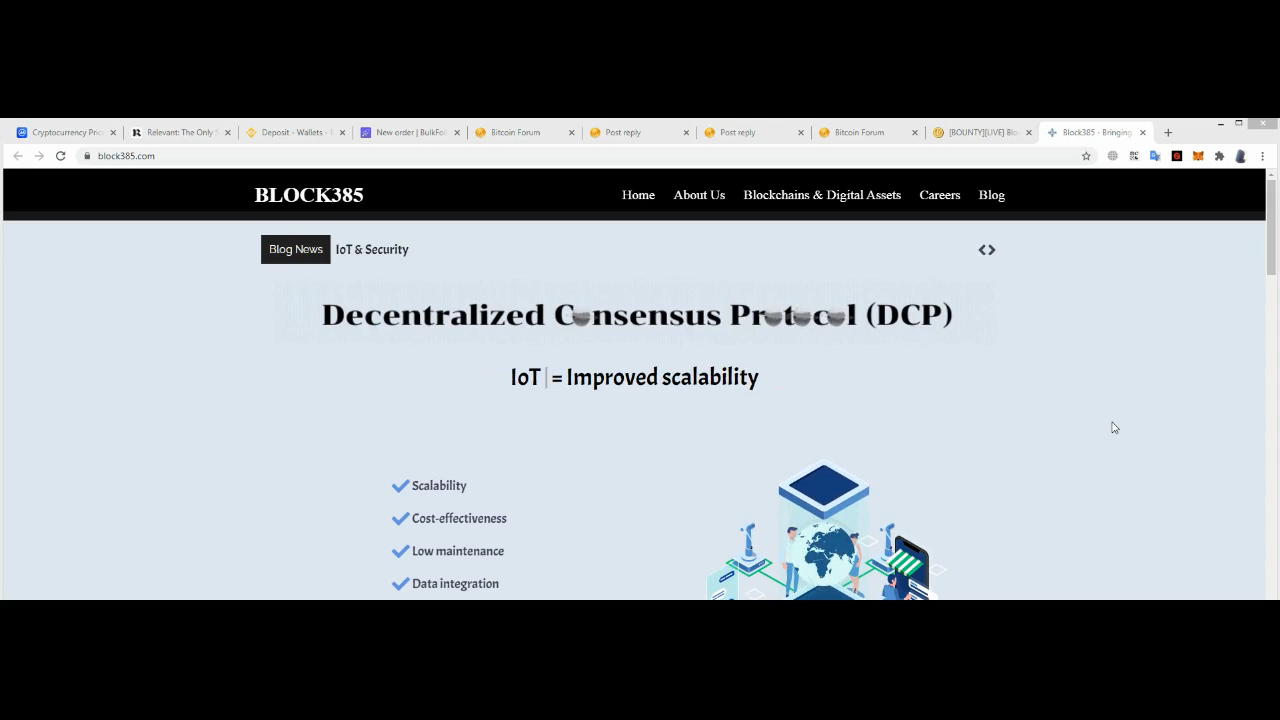 Cryptocurrency Pric
Relevant: The Only S
Deposit - Wallets -
New order | BulkFol
Bitcoin Forum
Post reply
Post reply
Bitcoin Forum
[BOUNTY][LIVE] Blo
Block385 - Bringing
block385.com
BLOCK385
Home
About Us
Blockchains & Digital Assets
Careers
Blog
Blog News
IoT & Security
Decentralized Consensus Protocol (DCP)
IoT | = Improved scalability
Scalability
Cost-effectiveness
Low maintenance
Data integration